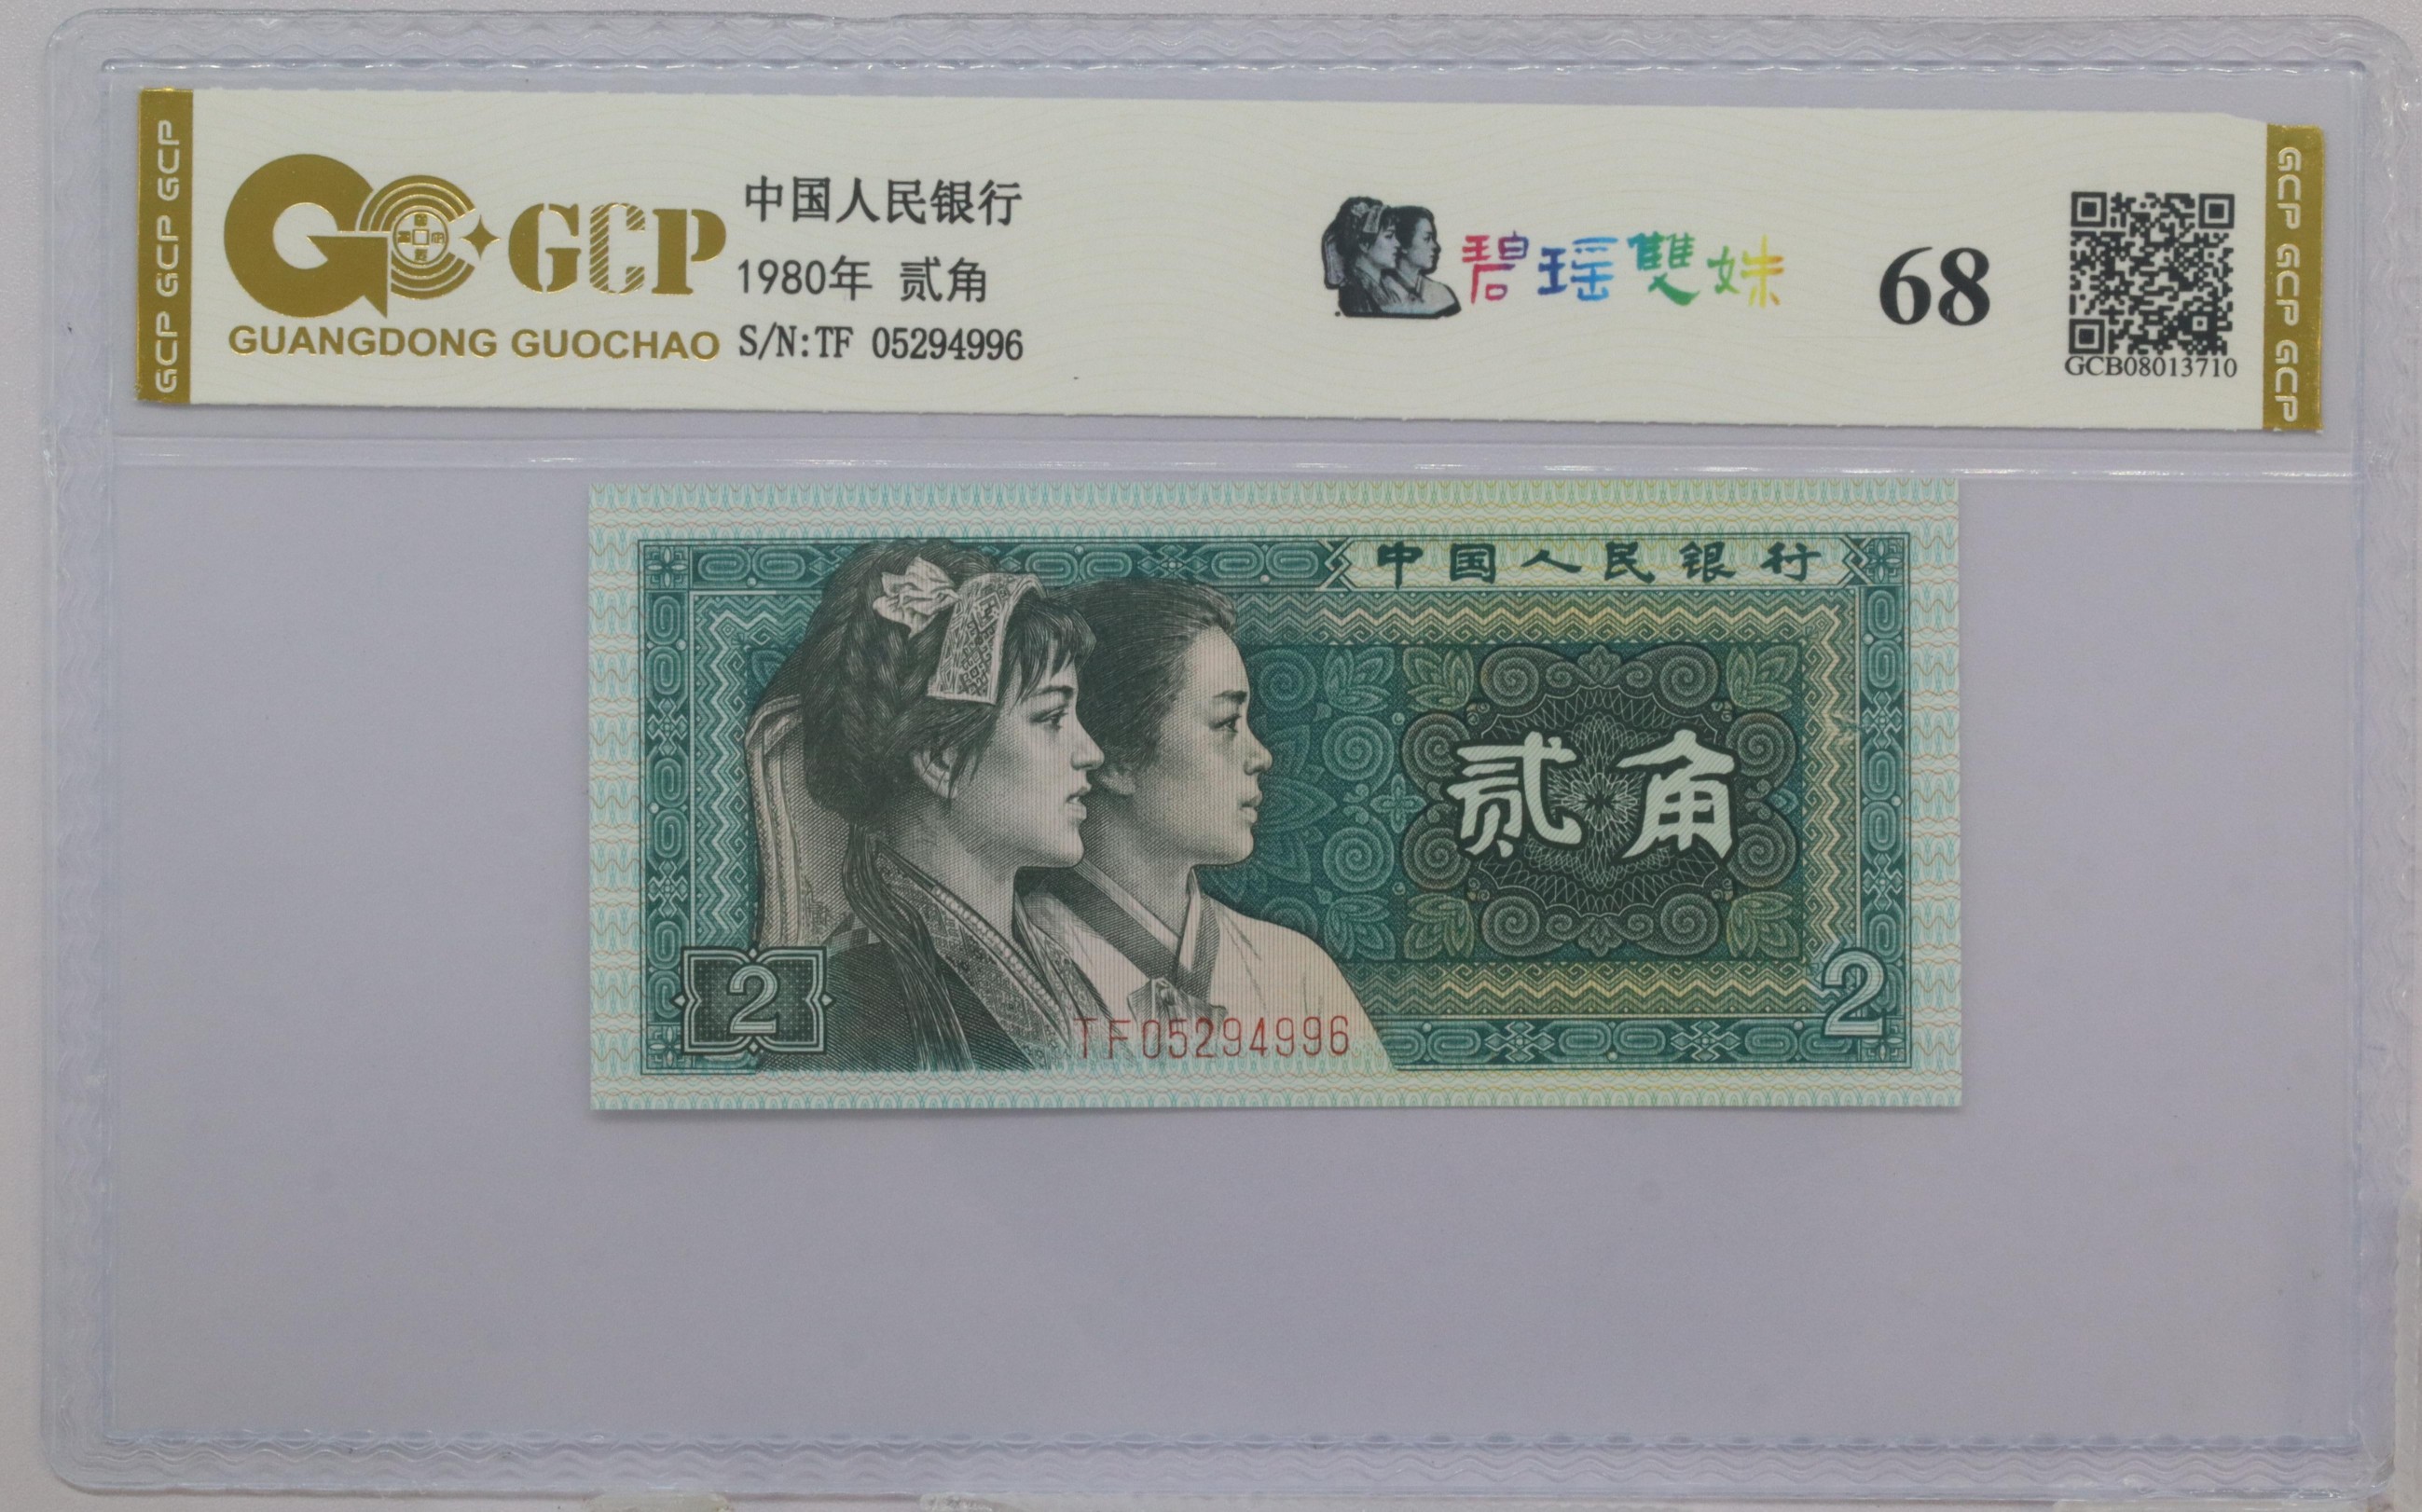 GCP GCP GCP
GCP
GUANGDONG GUOCHAO
中国人民银行
1980年 贰角
S/N:TF 05294996
碧瑶雙姝
68
GCB08013710
GCP GCP GCP
中国人民银行
贰角
2
TF05294996
2